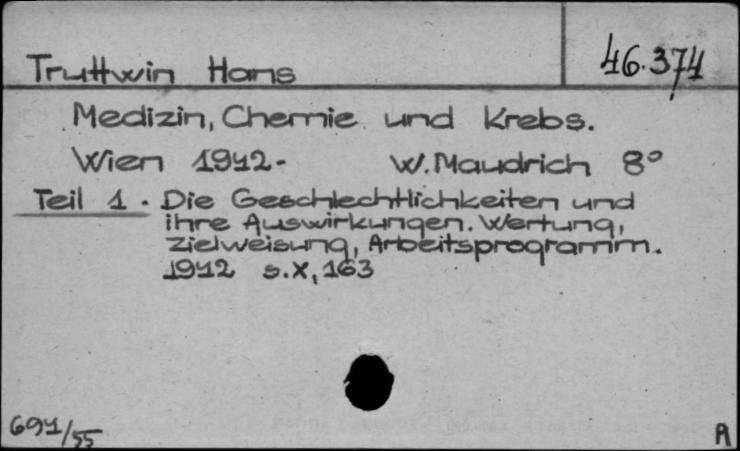 Truttwin Hans
46.374
Medizin, Chemie und Krebs.
Wien 1942- W. Maudrich 8°
Teil 1. Die Geschlechtlichkeiten und
ihre Auswirkungen. Wertung,
Zielweisung, Arbeitsprogramm.
1942 s.X, 163
691/55
A